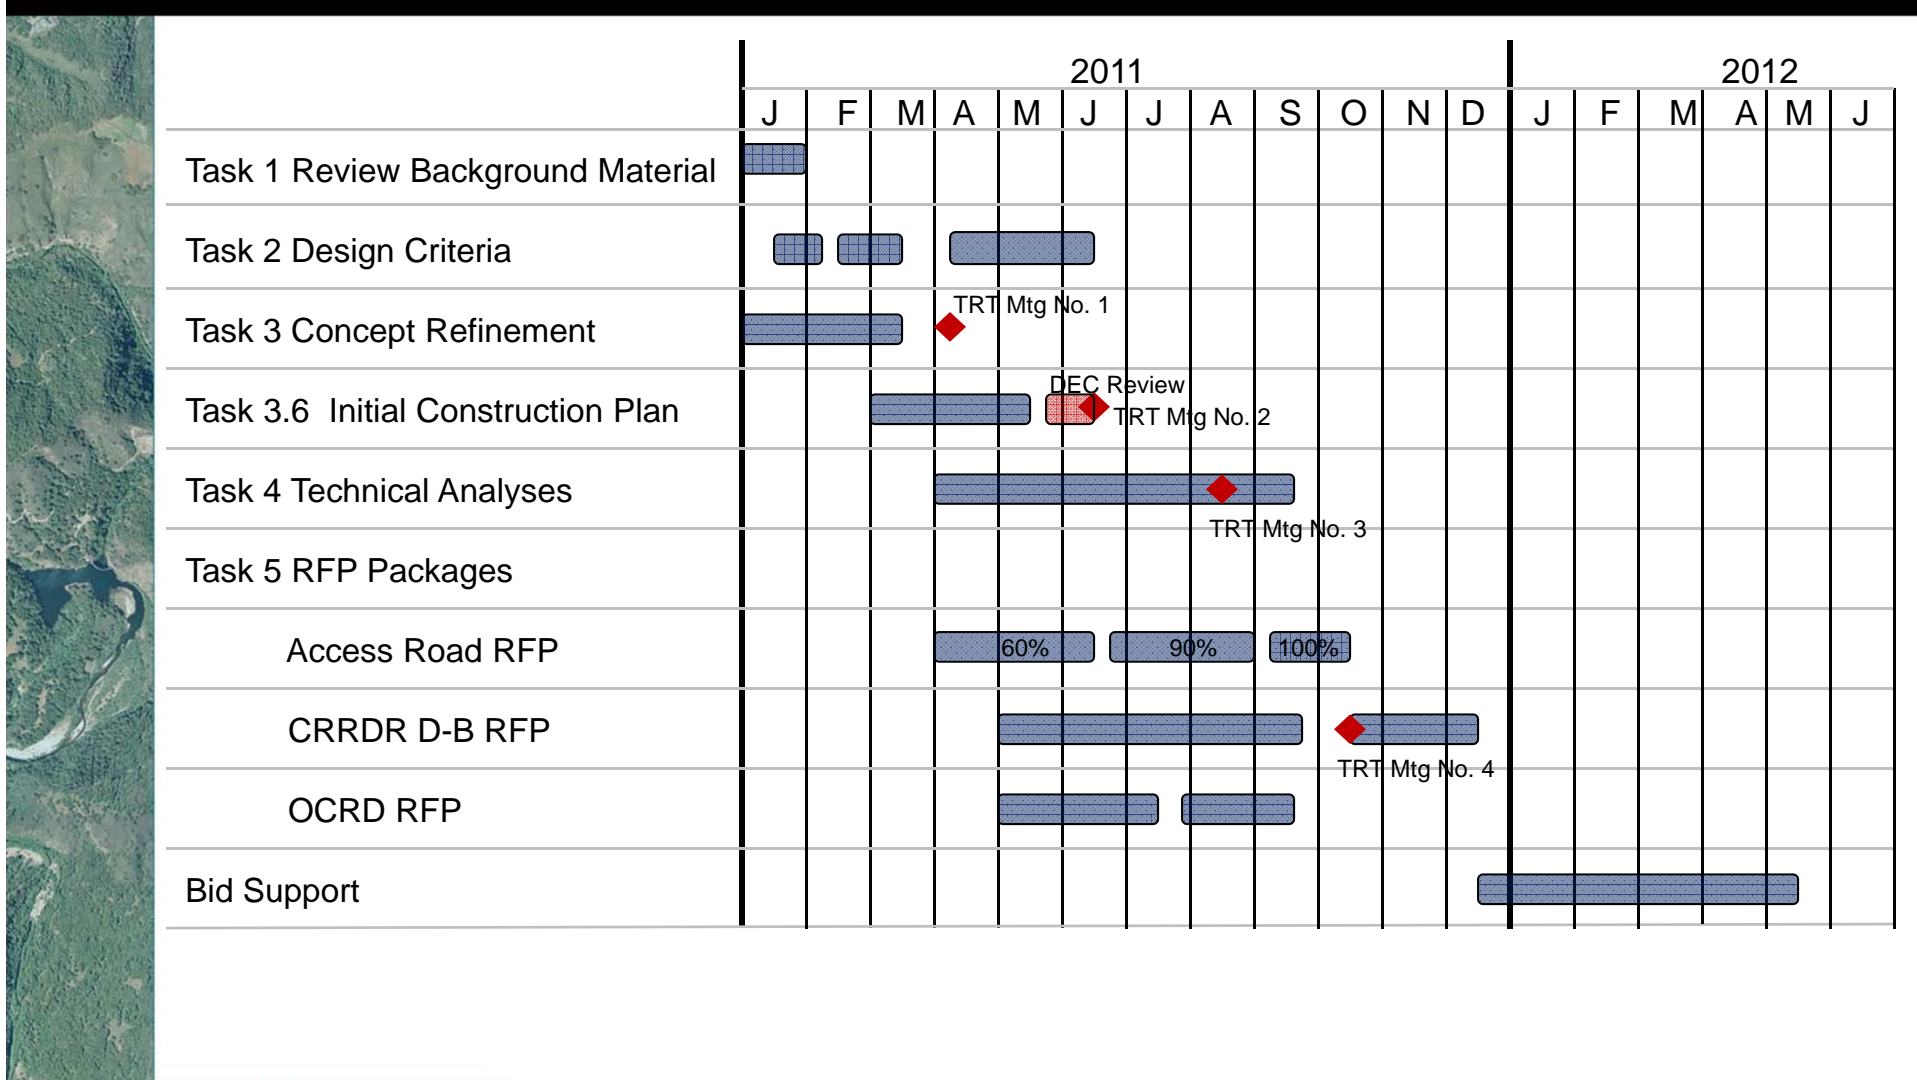 2011 2012
J F M A M J J A S O N D J F M A M J
Task 1 Review Background Material
Task 2 Design Criteria
TRT Mtg No. 1
Task 3 Concept Refinement
DEC Review
Task 3.6 Initial Construction Plan
TRT Mtg No. 2
Task 4 Technical Analyses
TRT Mtg No. 3
Task 5 RFP Packages
Access Road RFP 60% 90% 100%
CRRDR D-B RFP
TRT Mtg No. 4
OCRD RFP
Bid Support